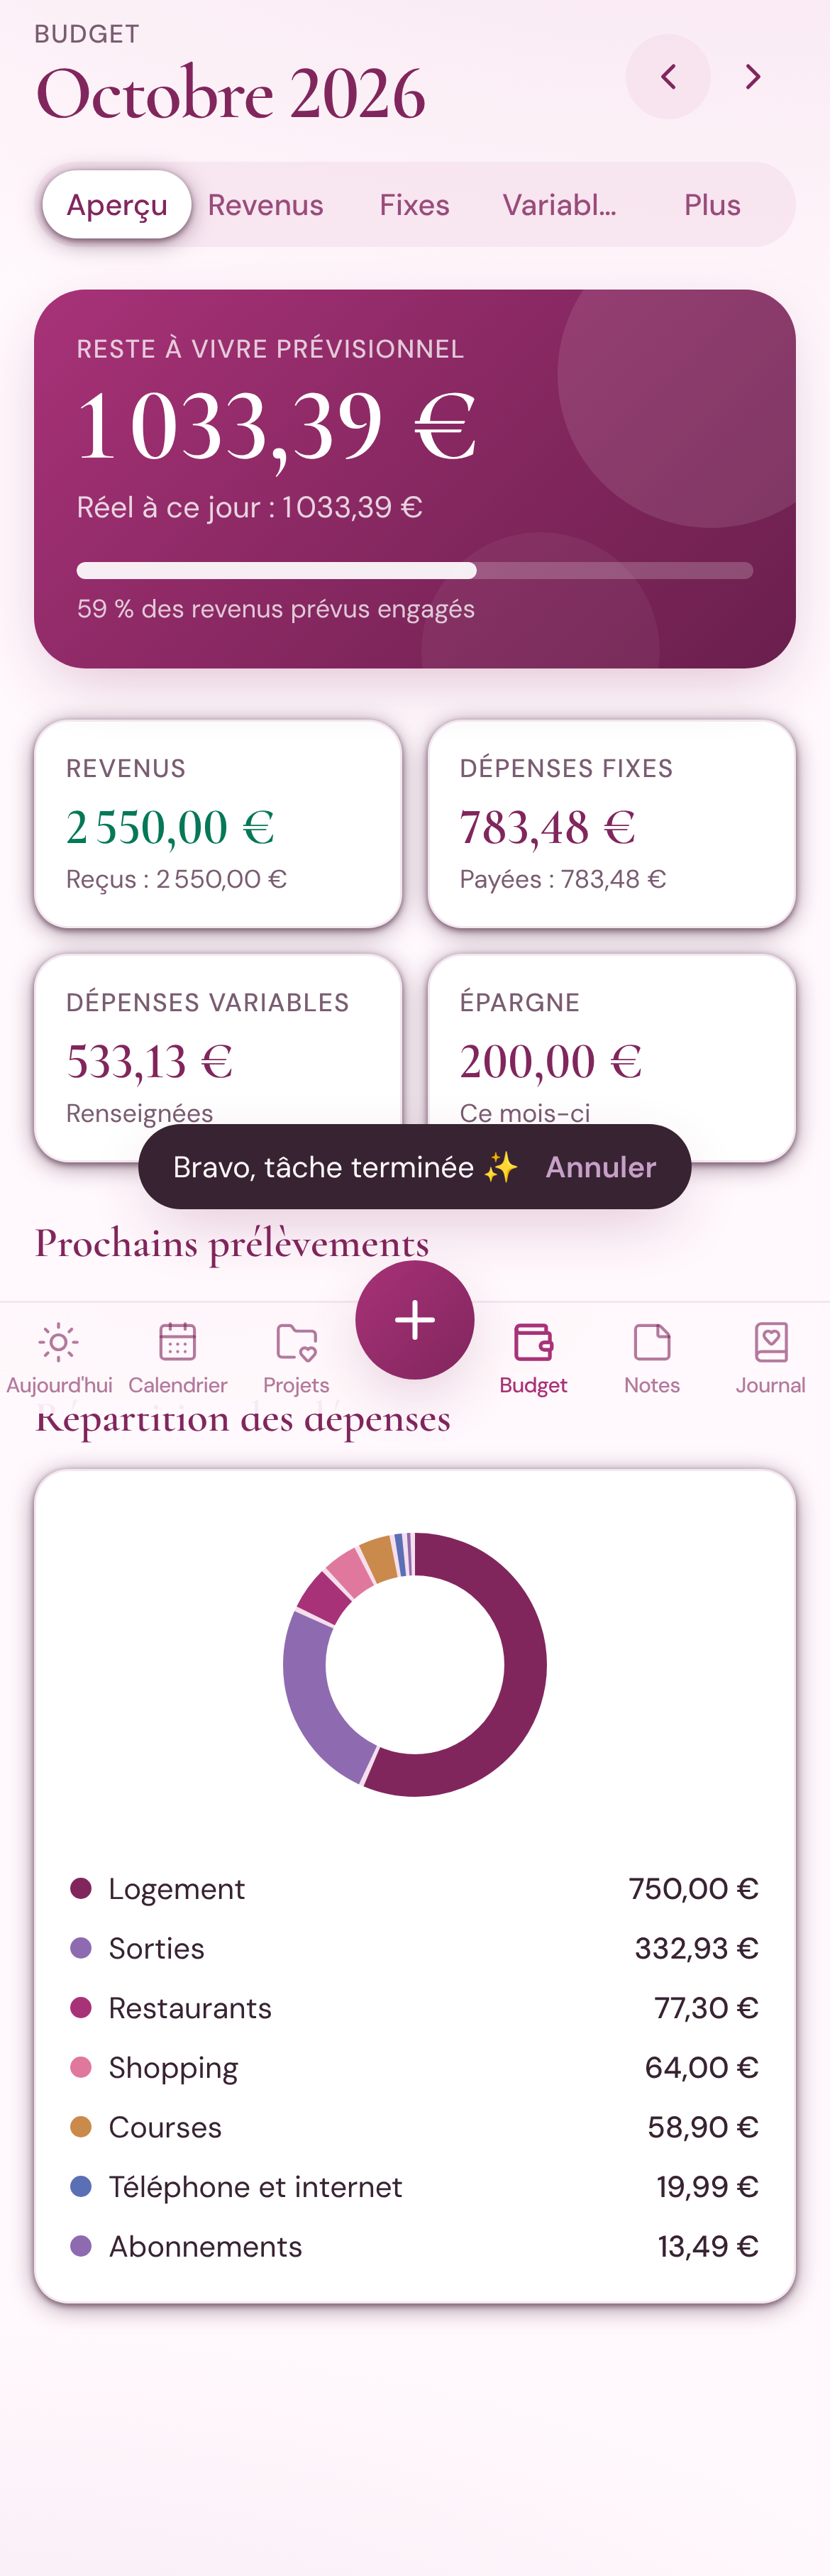 BUDGET
Octobre 2026
Aperçu Revenus Fixes Variabl... Plus
RESTE À VIVRE PRÉVISIONNEL
1 033,39 €
Réel à ce jour : 1 033,39 €
59 % des revenus prévus engagés
REVENUS
2 550,00 €
Reçus : 2 550,00 €
DÉPENSES FIXES
783,48 €
Payées : 783,48 €
DÉPENSES VARIABLES
533,13 €
Renseignées
ÉPARGNE
200,00 €
Ce mois-ci
Bravo, tâche terminée ✨ Annuler
Prochains prélèvements
Aujourd'hui Calendrier Projets Budget Notes Journal
Répartition des dépenses
Logement 750,00 €
Sorties 332,93 €
Restaurants 77,30 €
Shopping 64,00 €
Courses 58,90 €
Téléphone et internet 19,99 €
Abonnements 13,49 €